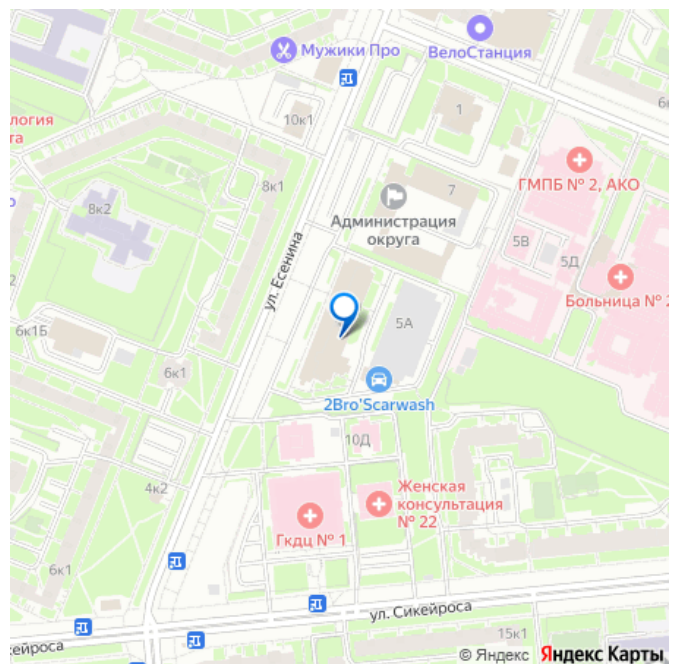 Мужики Про
ВелоСтанция
10к1
1
логия
та
ГМПБ № 2, АКО
8к1
7
8к2
Администрация
округа
5В
5Д
ул. Есенина
Больница № 2
6к1Б
5А
6к1
2Bro'Scarwash
10Д
4к2
Женская
консультация
№ 22
Гкдц № 1
6к1
ул. Сикейроса
кейроса
15к1
© Яндекс Яндекс Карты